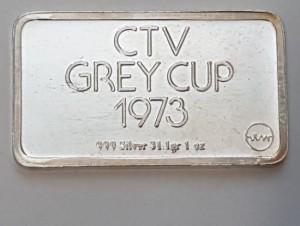 CTV
GREY CUP
1973
999 Silver 31.1gr 1 oz